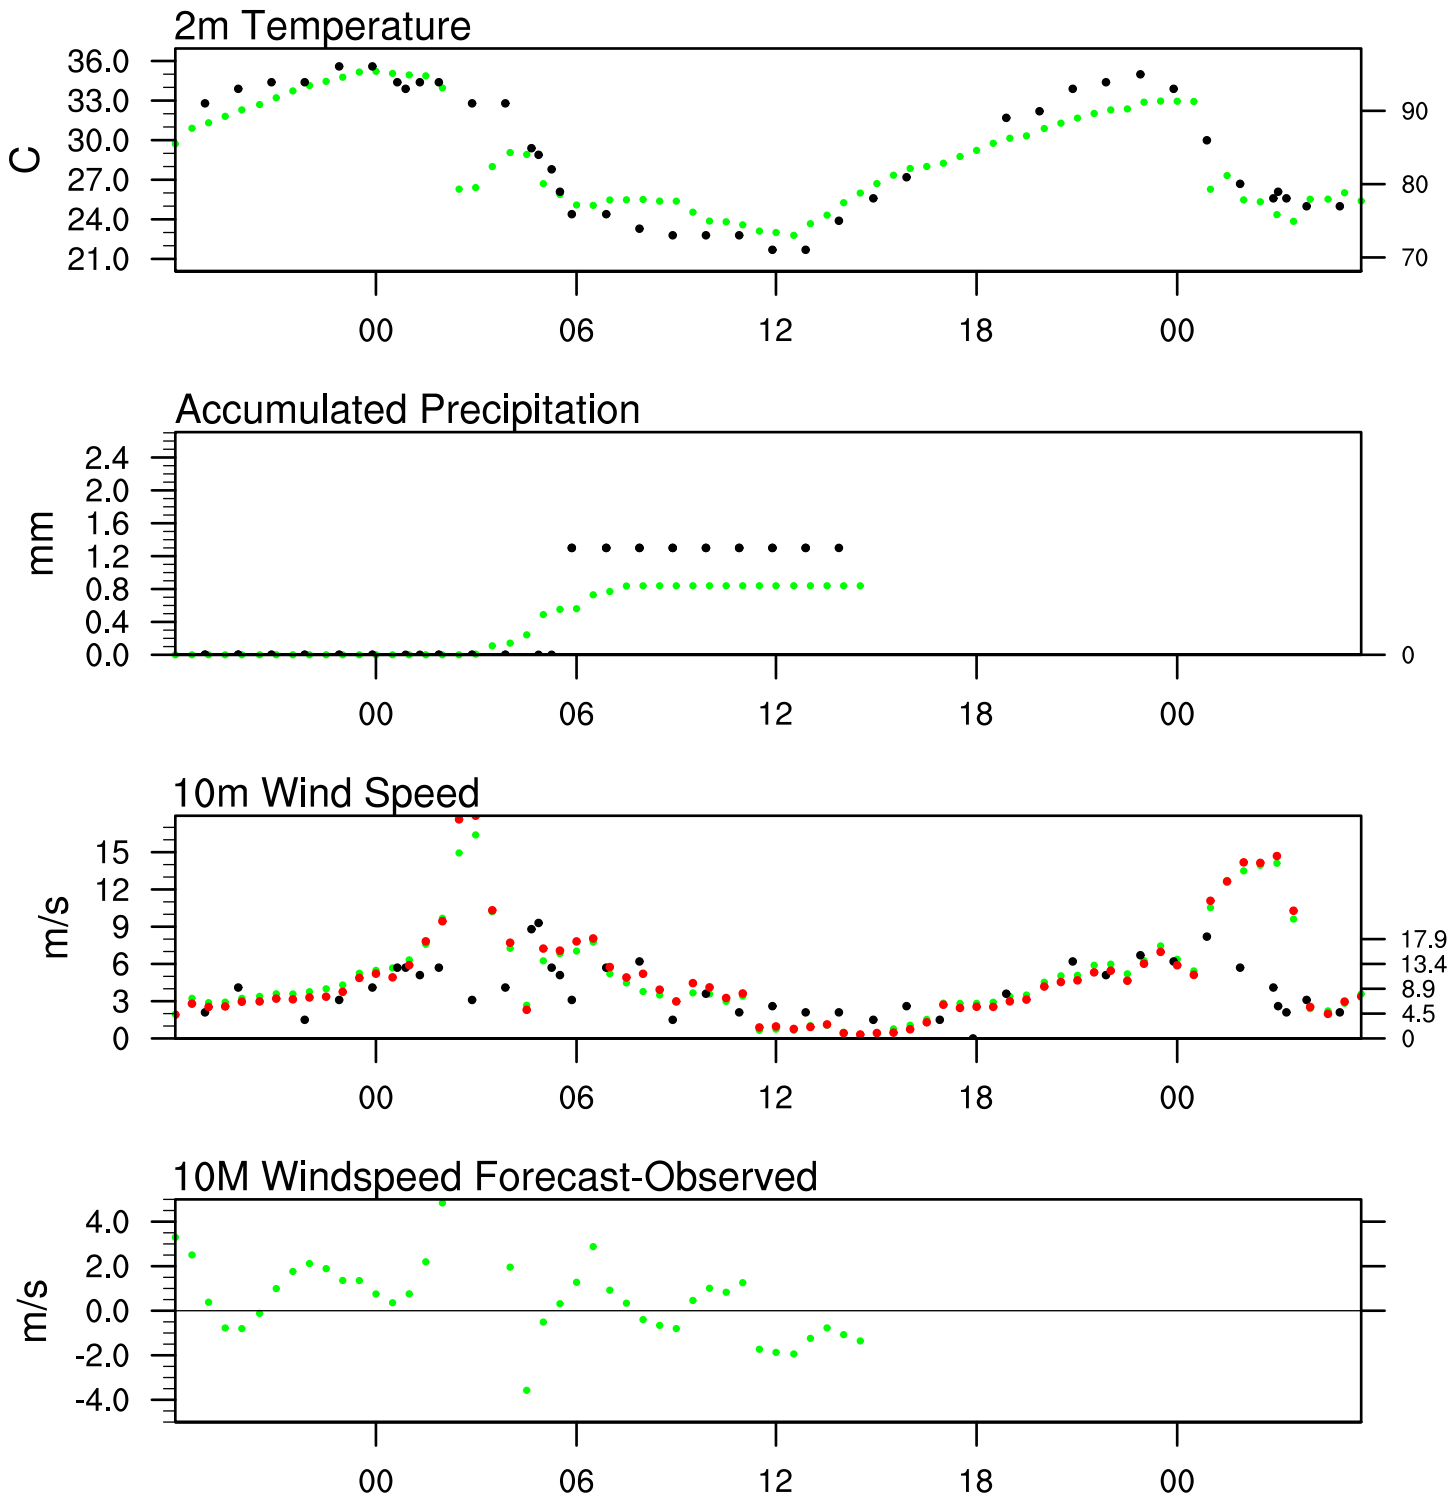 2m Temperature
36.0
33.0
30.0
27.0
24.0
21.0
C
90
80
70
00 06 12 18 00
Accumulated Precipitation
2.4
2.0
1.6
1.2
0.8
0.4
0.0
mm
0
00 06 12 18 00
10m Wind Speed
15
12
9
6
3
0
m/s
17.9
13.4
8.9
4.5
0
00 06 12 18 00
10M Windspeed Forecast-Observed
4.0
2.0
0.0
-2.0
-4.0
m/s
00 06 12 18 00